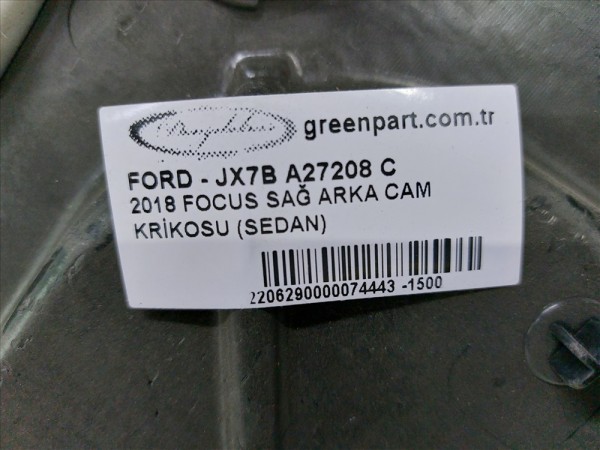 greenpart.com.tr
FORD - JX7B A27208 C
2018 FOCUS SAĞ ARKA CAM
KRİKOSU (SEDAN)
2206290000074443 -1500